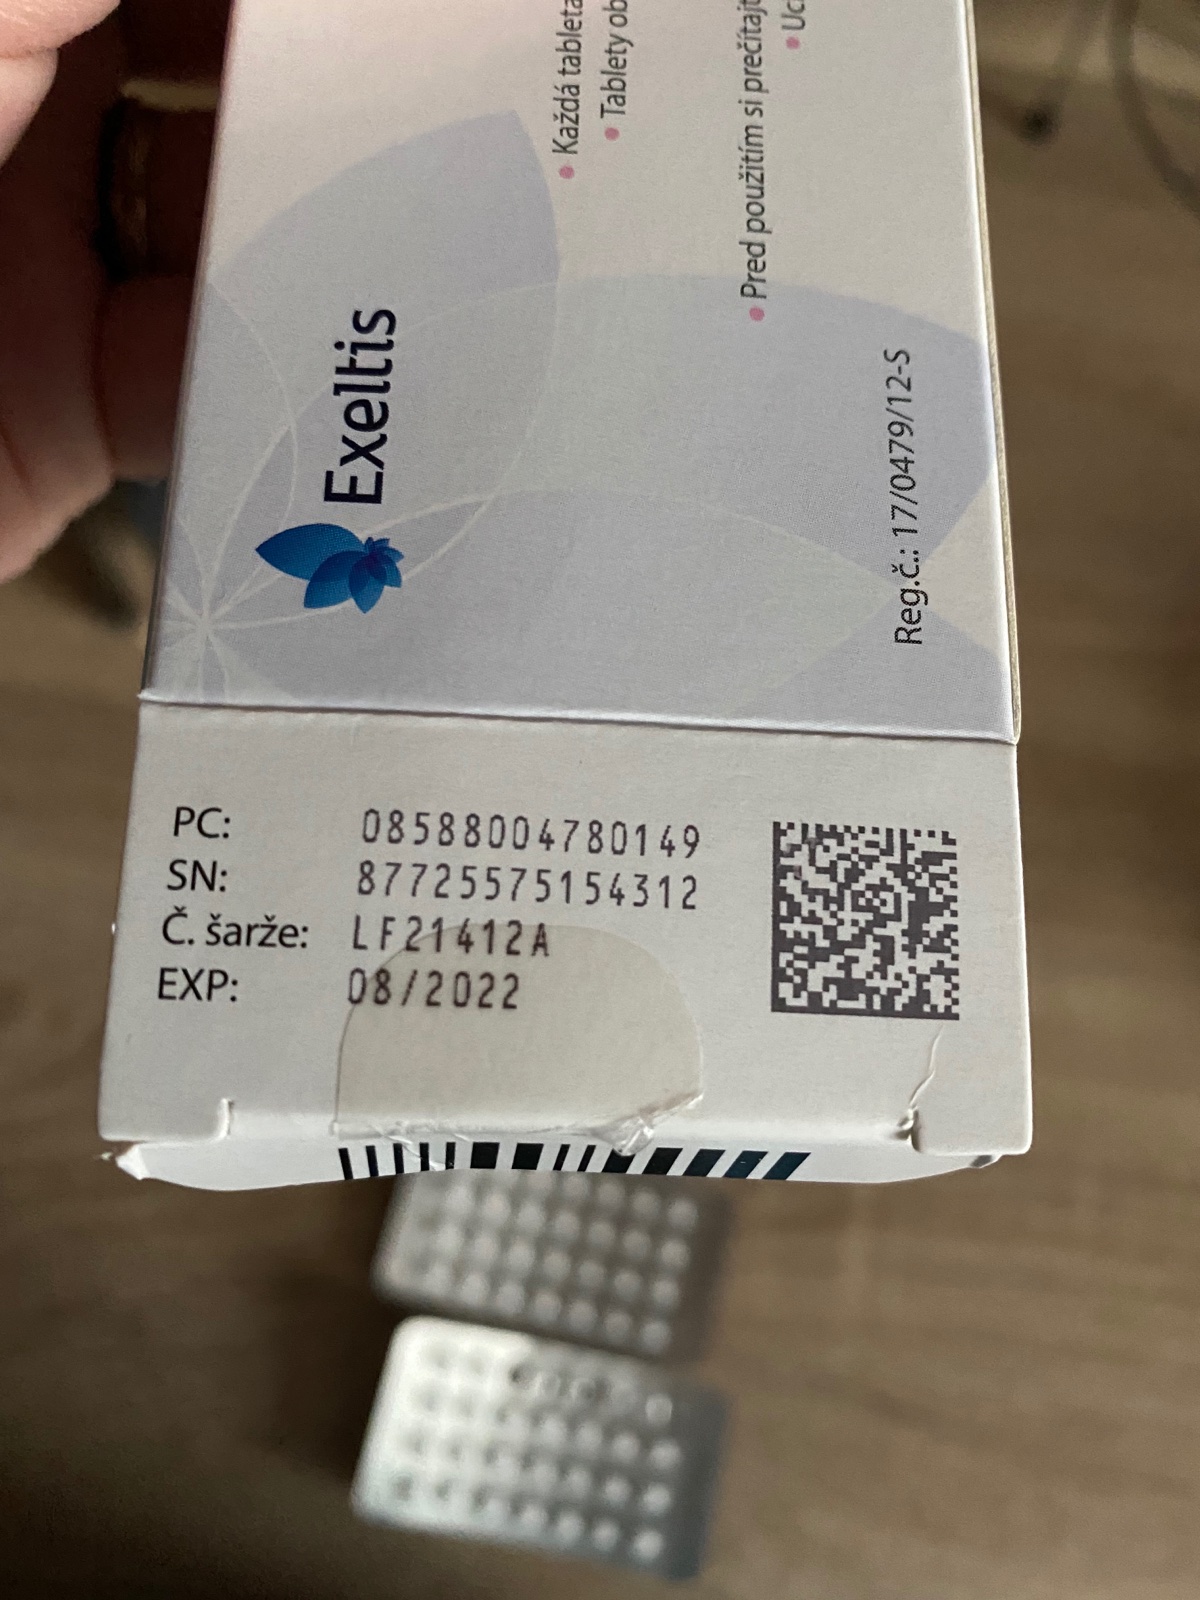 • Každá tableta
• Tablety ob
• Pred použitím si prečítajt
Exeltis
Reg.č.: 17/0479/12-S
PC: 08588004780149
SN: 87725575154312
Č. šarže: LF21412A
EXP: 08/2022